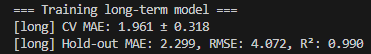 === Training long-term model ===
[long] CV MAE: 1.961 ± 0.318
[long] Hold-out MAE: 2.299, RMSE: 4.072, R²: 0.990